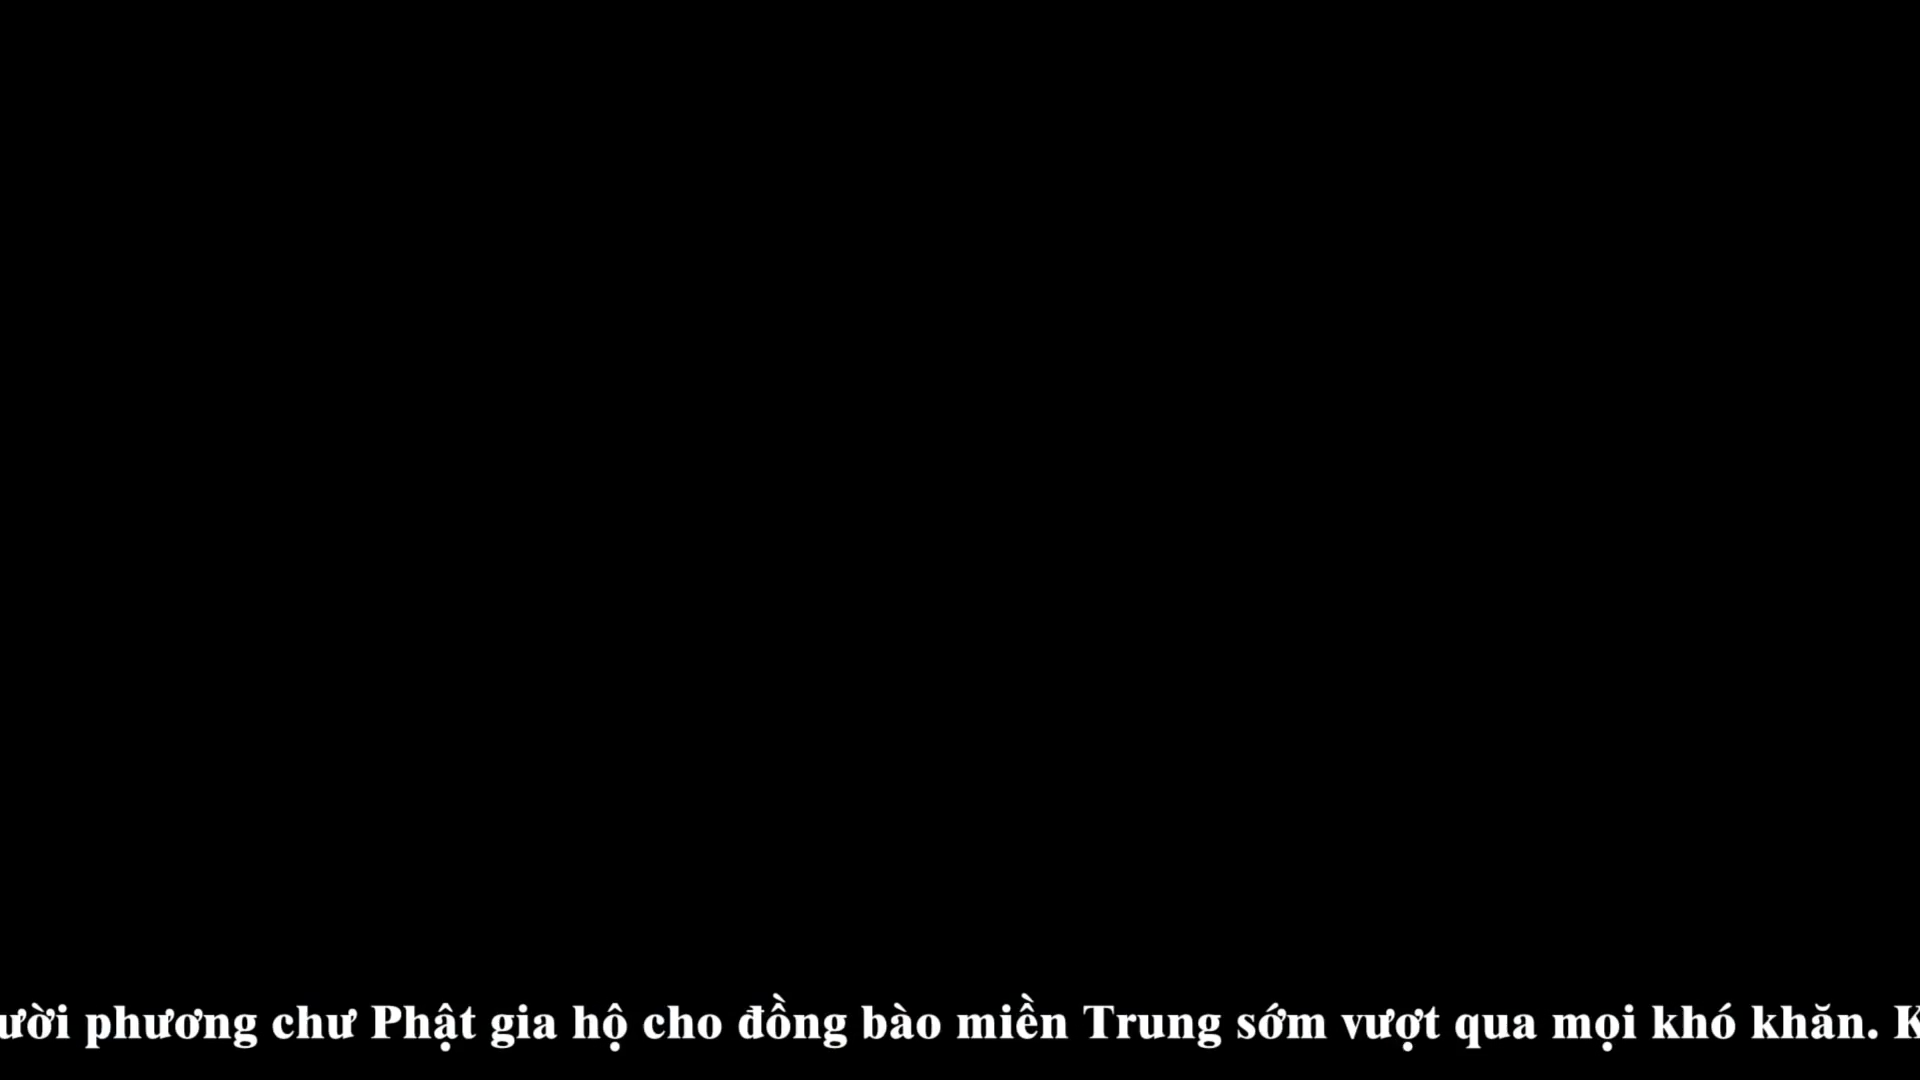 ười phương chư Phật gia hộ cho đồng bào miền Trung sớm vượt qua mọi khó khăn. K